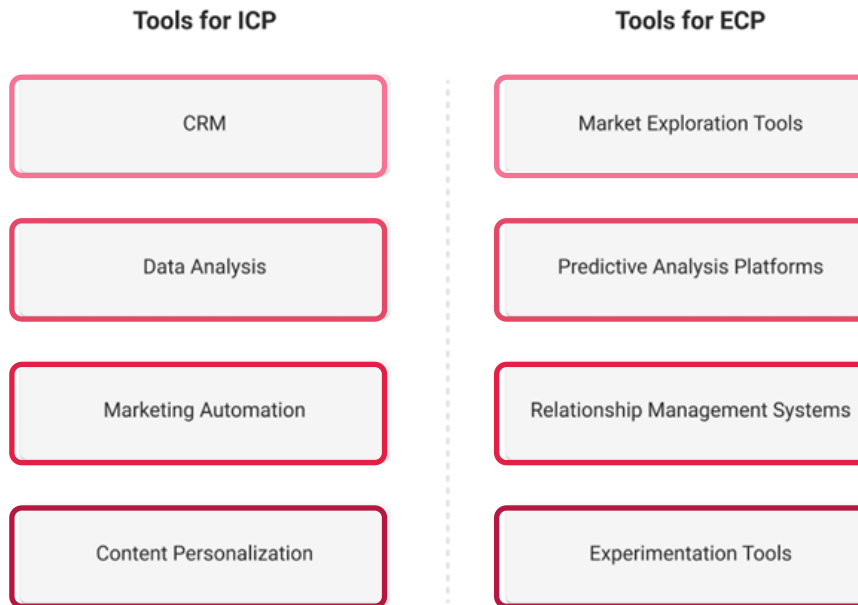 Tools for ICP
CRM
Data Analysis
Marketing Automation
Content Personalization
Tools for ECP
Market Exploration Tools
Predictive Analysis Platforms
Relationship Management Systems
Experimentation Tools